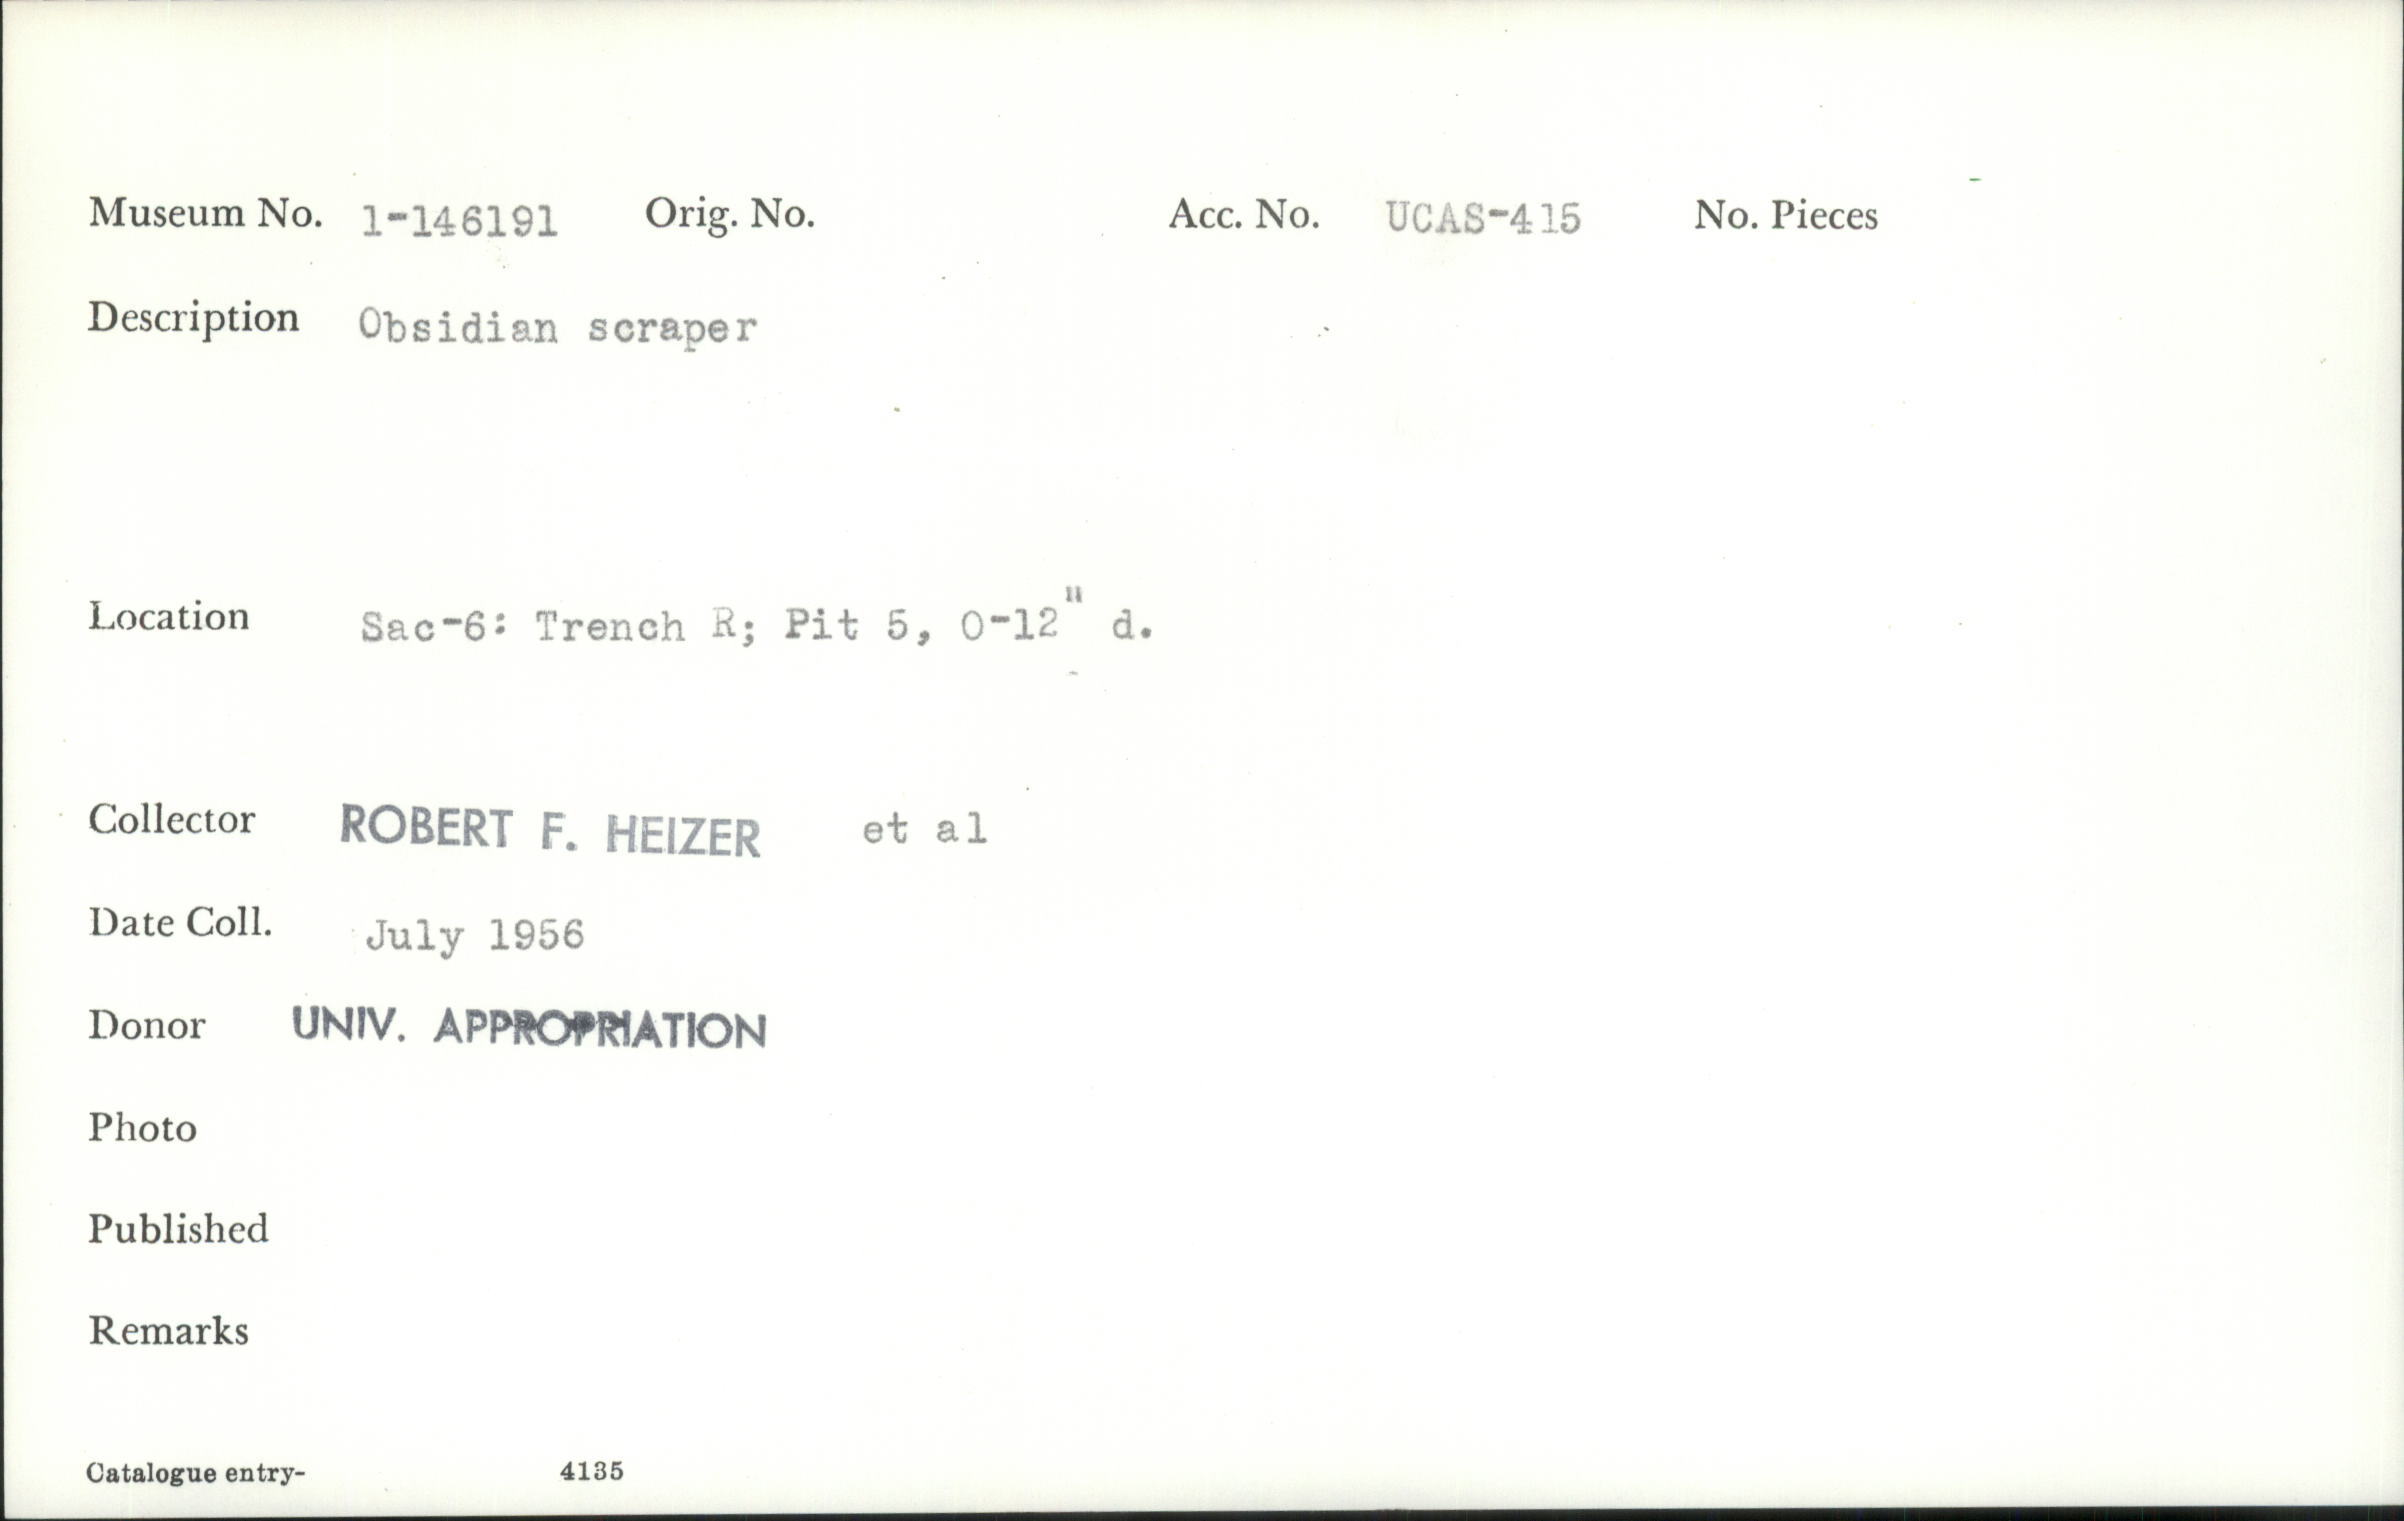 Museum No. 1-146191 Orig. No. Acc. No. UCAS-415 No. Pieces
Description Obsidian scraper
Location Sac-6: Trench R; Pit 5, 0-12" d.
Collector ROBERT F. HEIZER et al
Date Coll. July 1956
Donor UNIV. APPROPRIATION
Photo
Published
Remarks
Catalogue entry- 4135